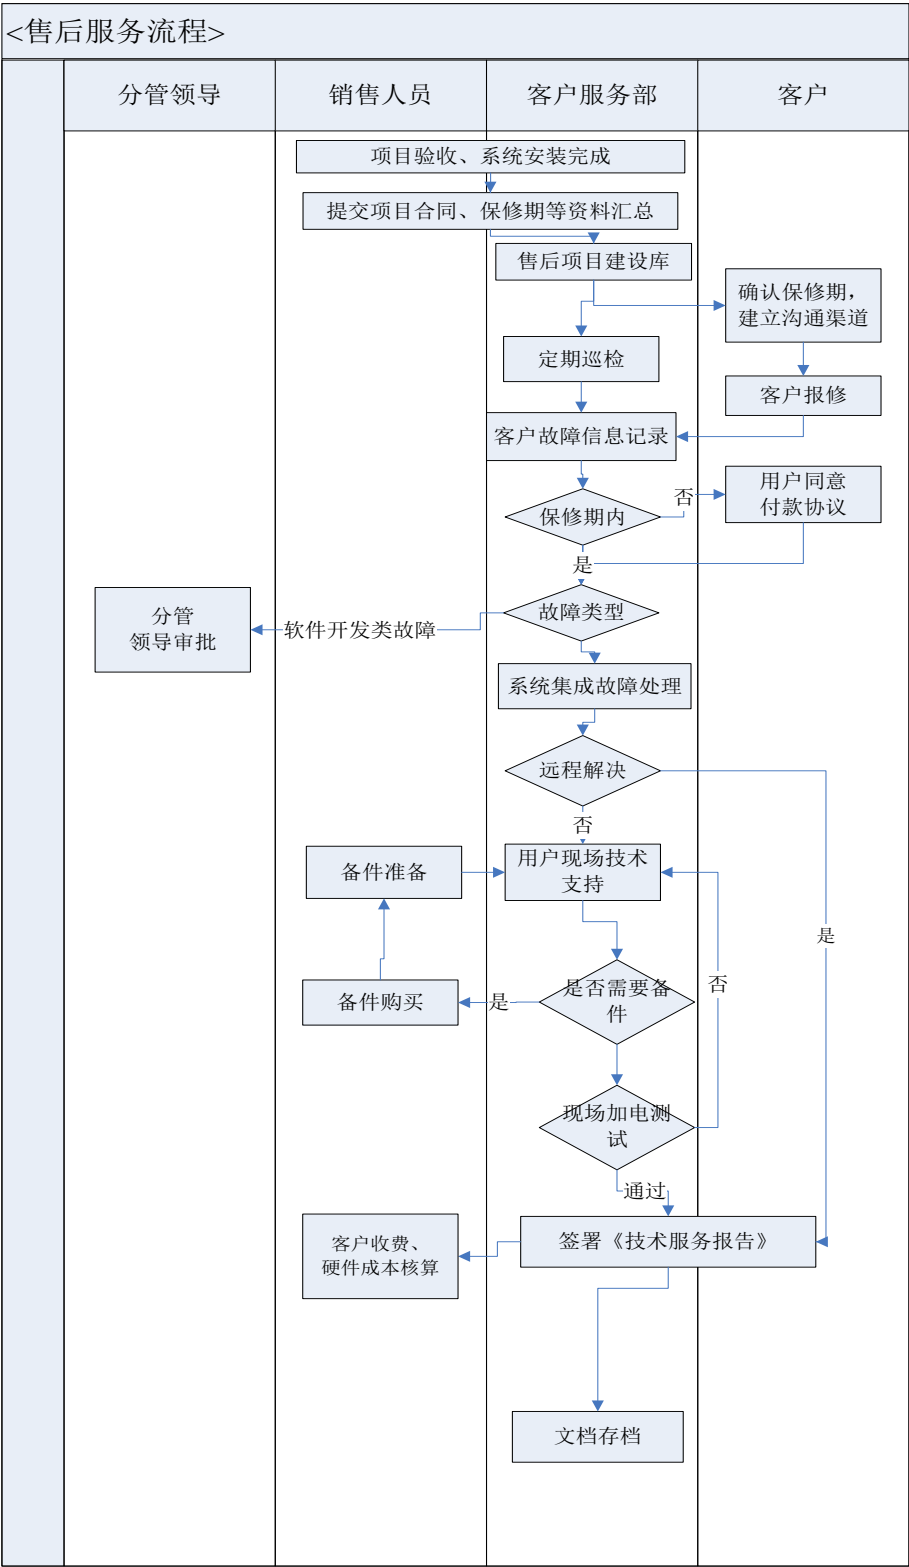 <售后服务流程>
分管领导
销售人员
客户服务部
客户
项目验收、系统安装完成
提交项目合同、保修期等资料汇总
售后项目建设库
确认保修期，
建立沟通渠道
定期巡检
客户报修
客户故障信息记录
用户同意
付款协议
否
保修期内
是
分管
领导审批
软件开发类故障
故障类型
系统集成故障处理
远程解决
否
备件准备
用户现场技术
支持
是
否
备件购买
是
是否需要备
件
现场加电测
试
通过
客户收费、
硬件成本核算
签署《技术服务报告》
文档存档